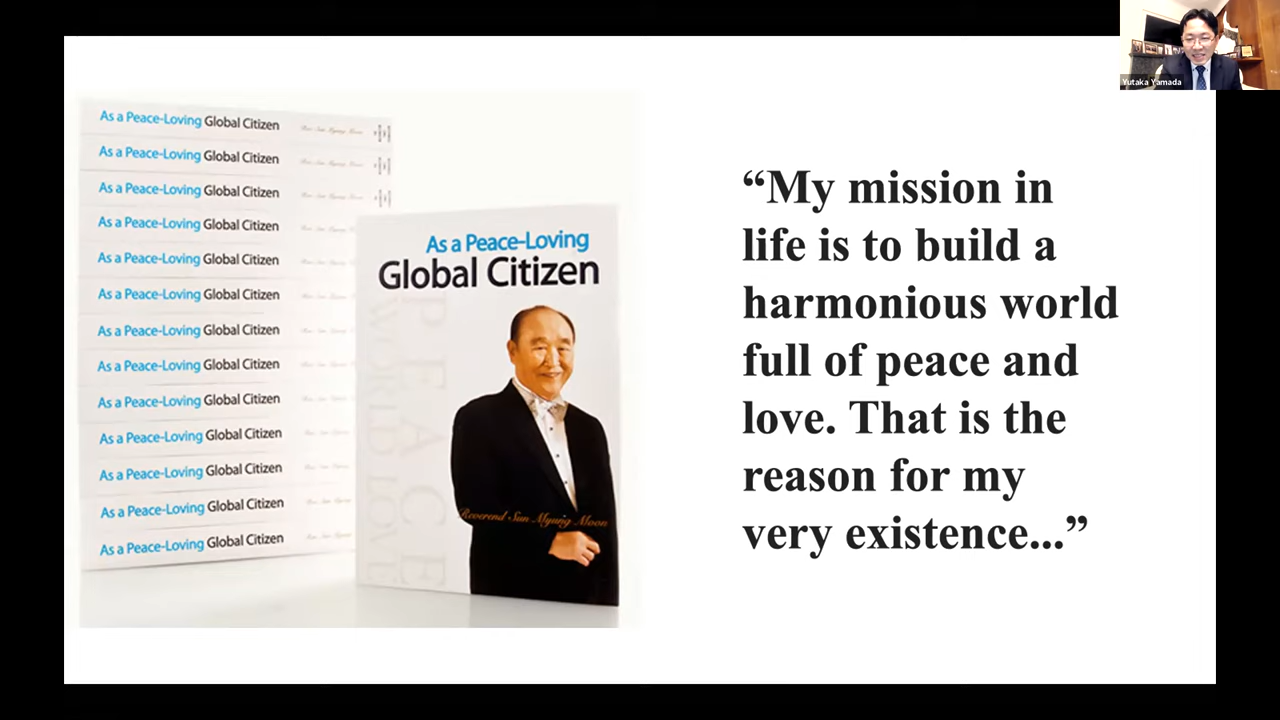 Yutaka Yamada
As a Peace-Loving Global Citizen
As a Peace-Loving Global Citizen
As a Peace-Loving Global Citizen
As a Peace-Loving Global Citizen
As a Peace-Loving Global Citizen
As a Peace-Loving Global Citizen
As a Peace-Loving Global Citizen
As a Peace-Loving Global Citizen
As a Peace-Loving Global Citizen
As a Peace-Loving Global Citizen
As a Peace-Loving Global Citizen
As a Peace-Loving Global Citizen
As a Peace-Loving Global Citizen
As a Peace-Loving
Global Citizen
PEACE
WORLD LOVE
Reverend Sun Myung Moon
“My mission in
life is to build a
harmonious world
full of peace and
love. That is the
reason for my
very existence...”